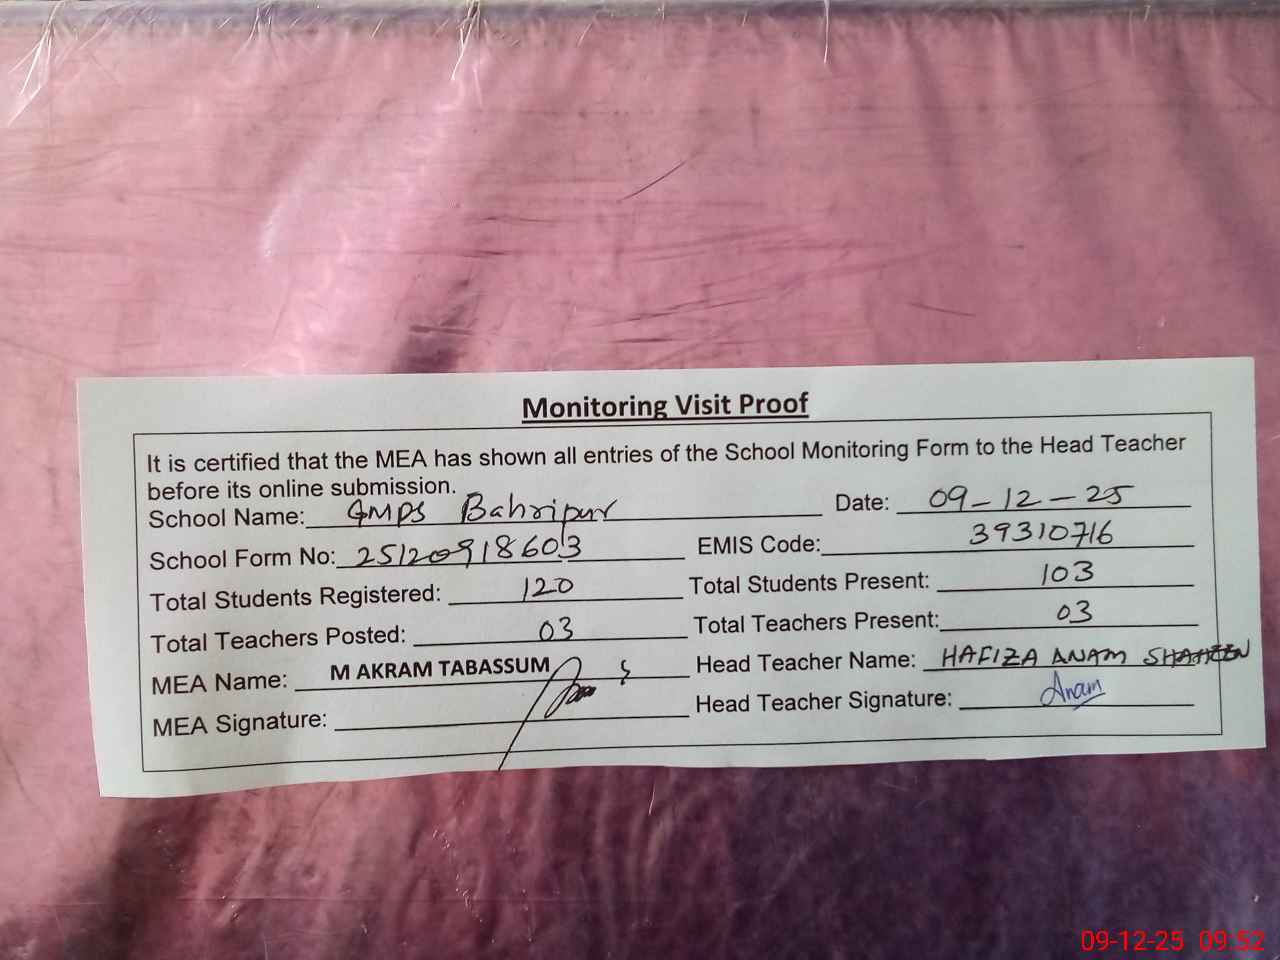 Monitoring Visit Proof
It is certified that the MEA has shown all entries of the School Monitoring Form to the Head Teacher
before its online submission.
School Name: GMPS Bahripur Date: 09-12-25
School Form No: 25120918603 EMIS Code: 39310716
Total Students Registered: 120 Total Students Present: 103
Total Teachers Posted: 03 Total Teachers Present: 03
MEA Name: M AKRAM TABASSUM Head Teacher Name: HAFIZA ANAM SHAHEEN
MEA Signature: Head Teacher Signature: Anam
09-12-25 09:52